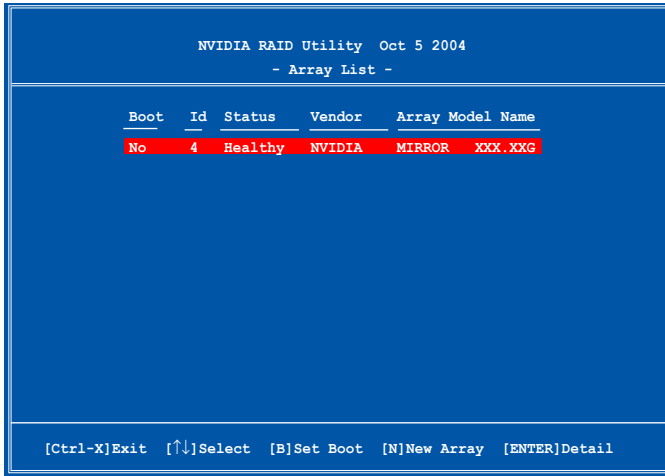 NVIDIA RAID Utility Oct 5 2004
- Array List -
Boot Id Status Vendor Array Model Name
No 4 Healthy NVIDIA MIRROR XXX.XXG
[Ctrl-X]Exit [↑↓]Select [B]Set Boot [N]New Array [ENTER]Detail